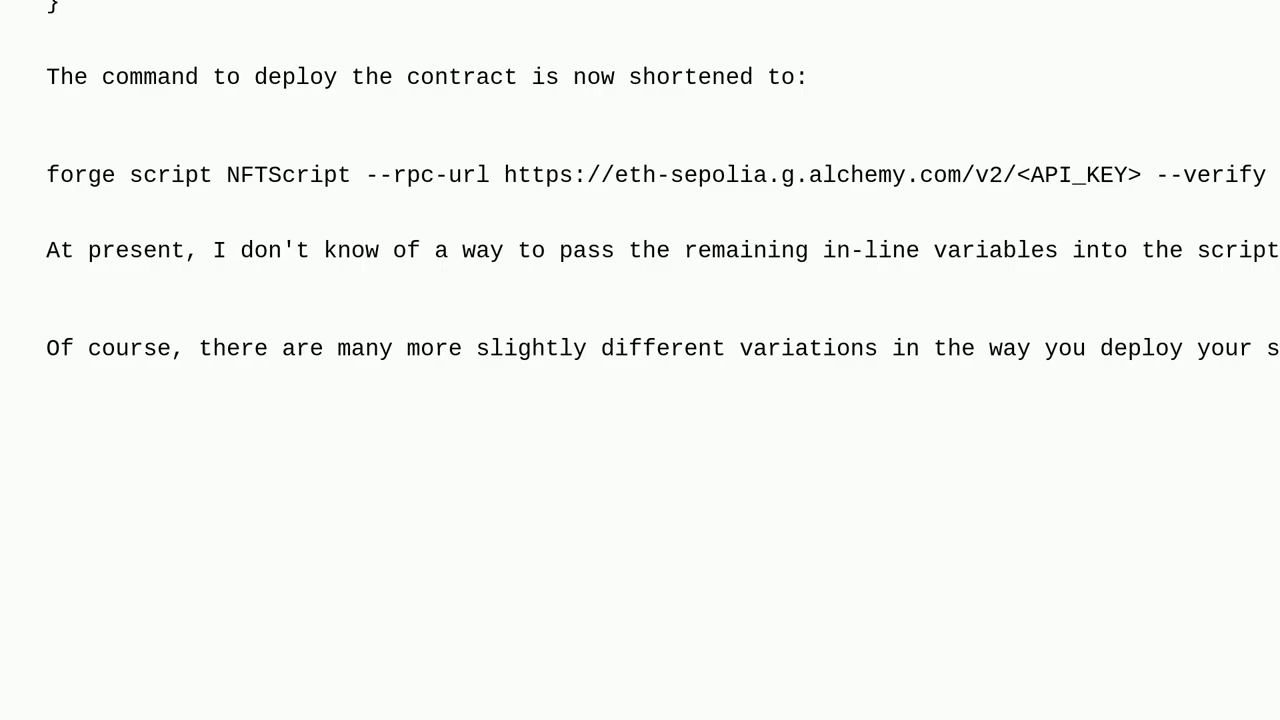 }
The command to deploy the contract is now shortened to:
forge script NFTScript --rpc-url https://eth-sepolia.g.alchemy.com/v2/<API_KEY> --verify
At present, I don't know of a way to pass the remaining in-line variables into the script
Of course, there are many more slightly different variations in the way you deploy your s